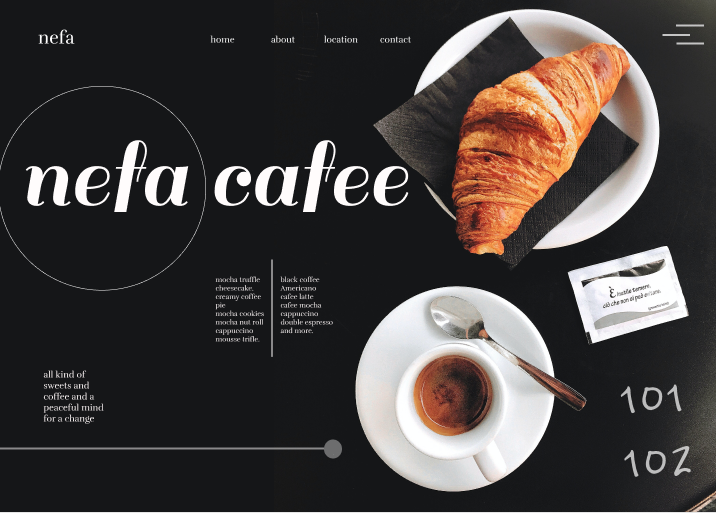 nefa
home about location contact
nefa cafee
mocha truffle
cheesecake.
creamy coffee
pie
mocha cookies
mocha nut roll
cappuccino
mousse trifle.
black coffee
Americano
cafee latte
cafee mocha
cappuccino
double espresso
and more.
È inutile temere,
ciò che non si può evitare.
all kind of
sweets and
coffee and a
peaceful mind
for a change
101
102